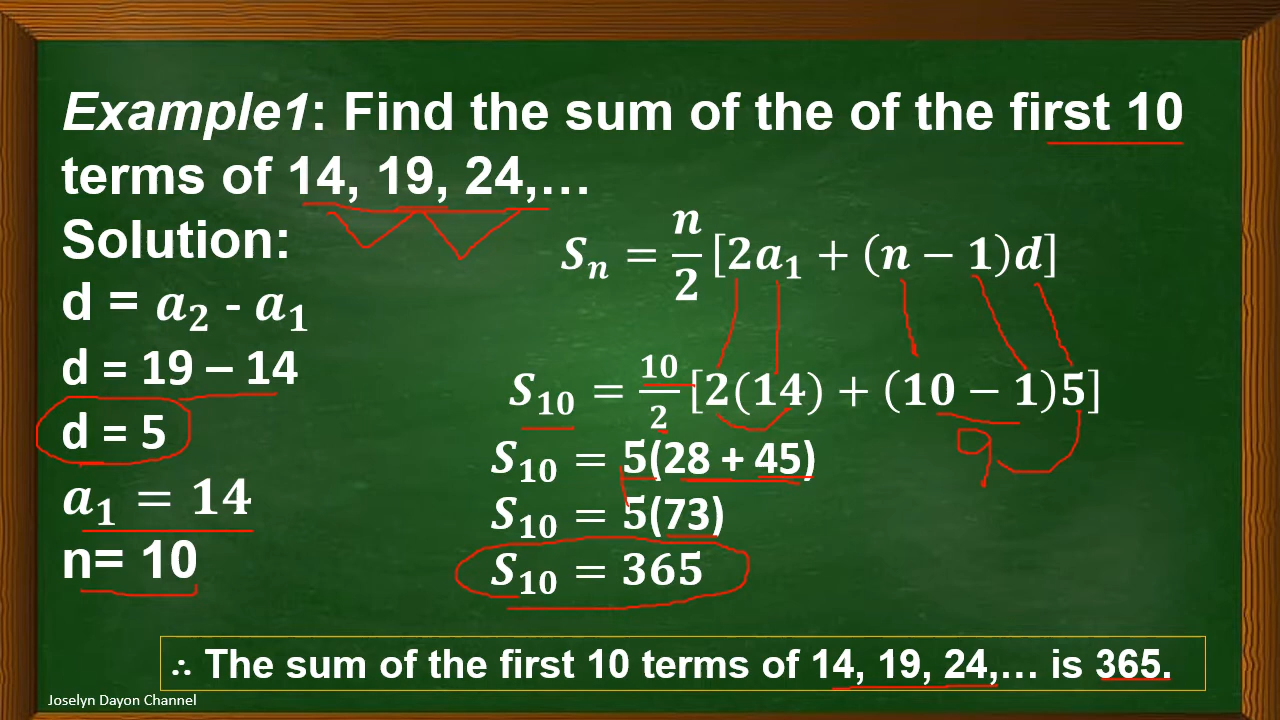 Example1: Find the sum of the of the first 10
terms of 14, 19, 24,…
Solution:
d = a₂ - a₁
d = 19 – 14
d = 5
a₁ = 14
n= 10
Sₙ = n/2 [2a₁ + (n − 1)d]
S₁₀ = 10/2 [2(14) + (10 − 1)5]
9
S₁₀ = 5(28 + 45)
S₁₀ = 5(73)
S₁₀ = 365
∴ The sum of the first 10 terms of 14, 19, 24,… is 365.
Joselyn Dayon Channel